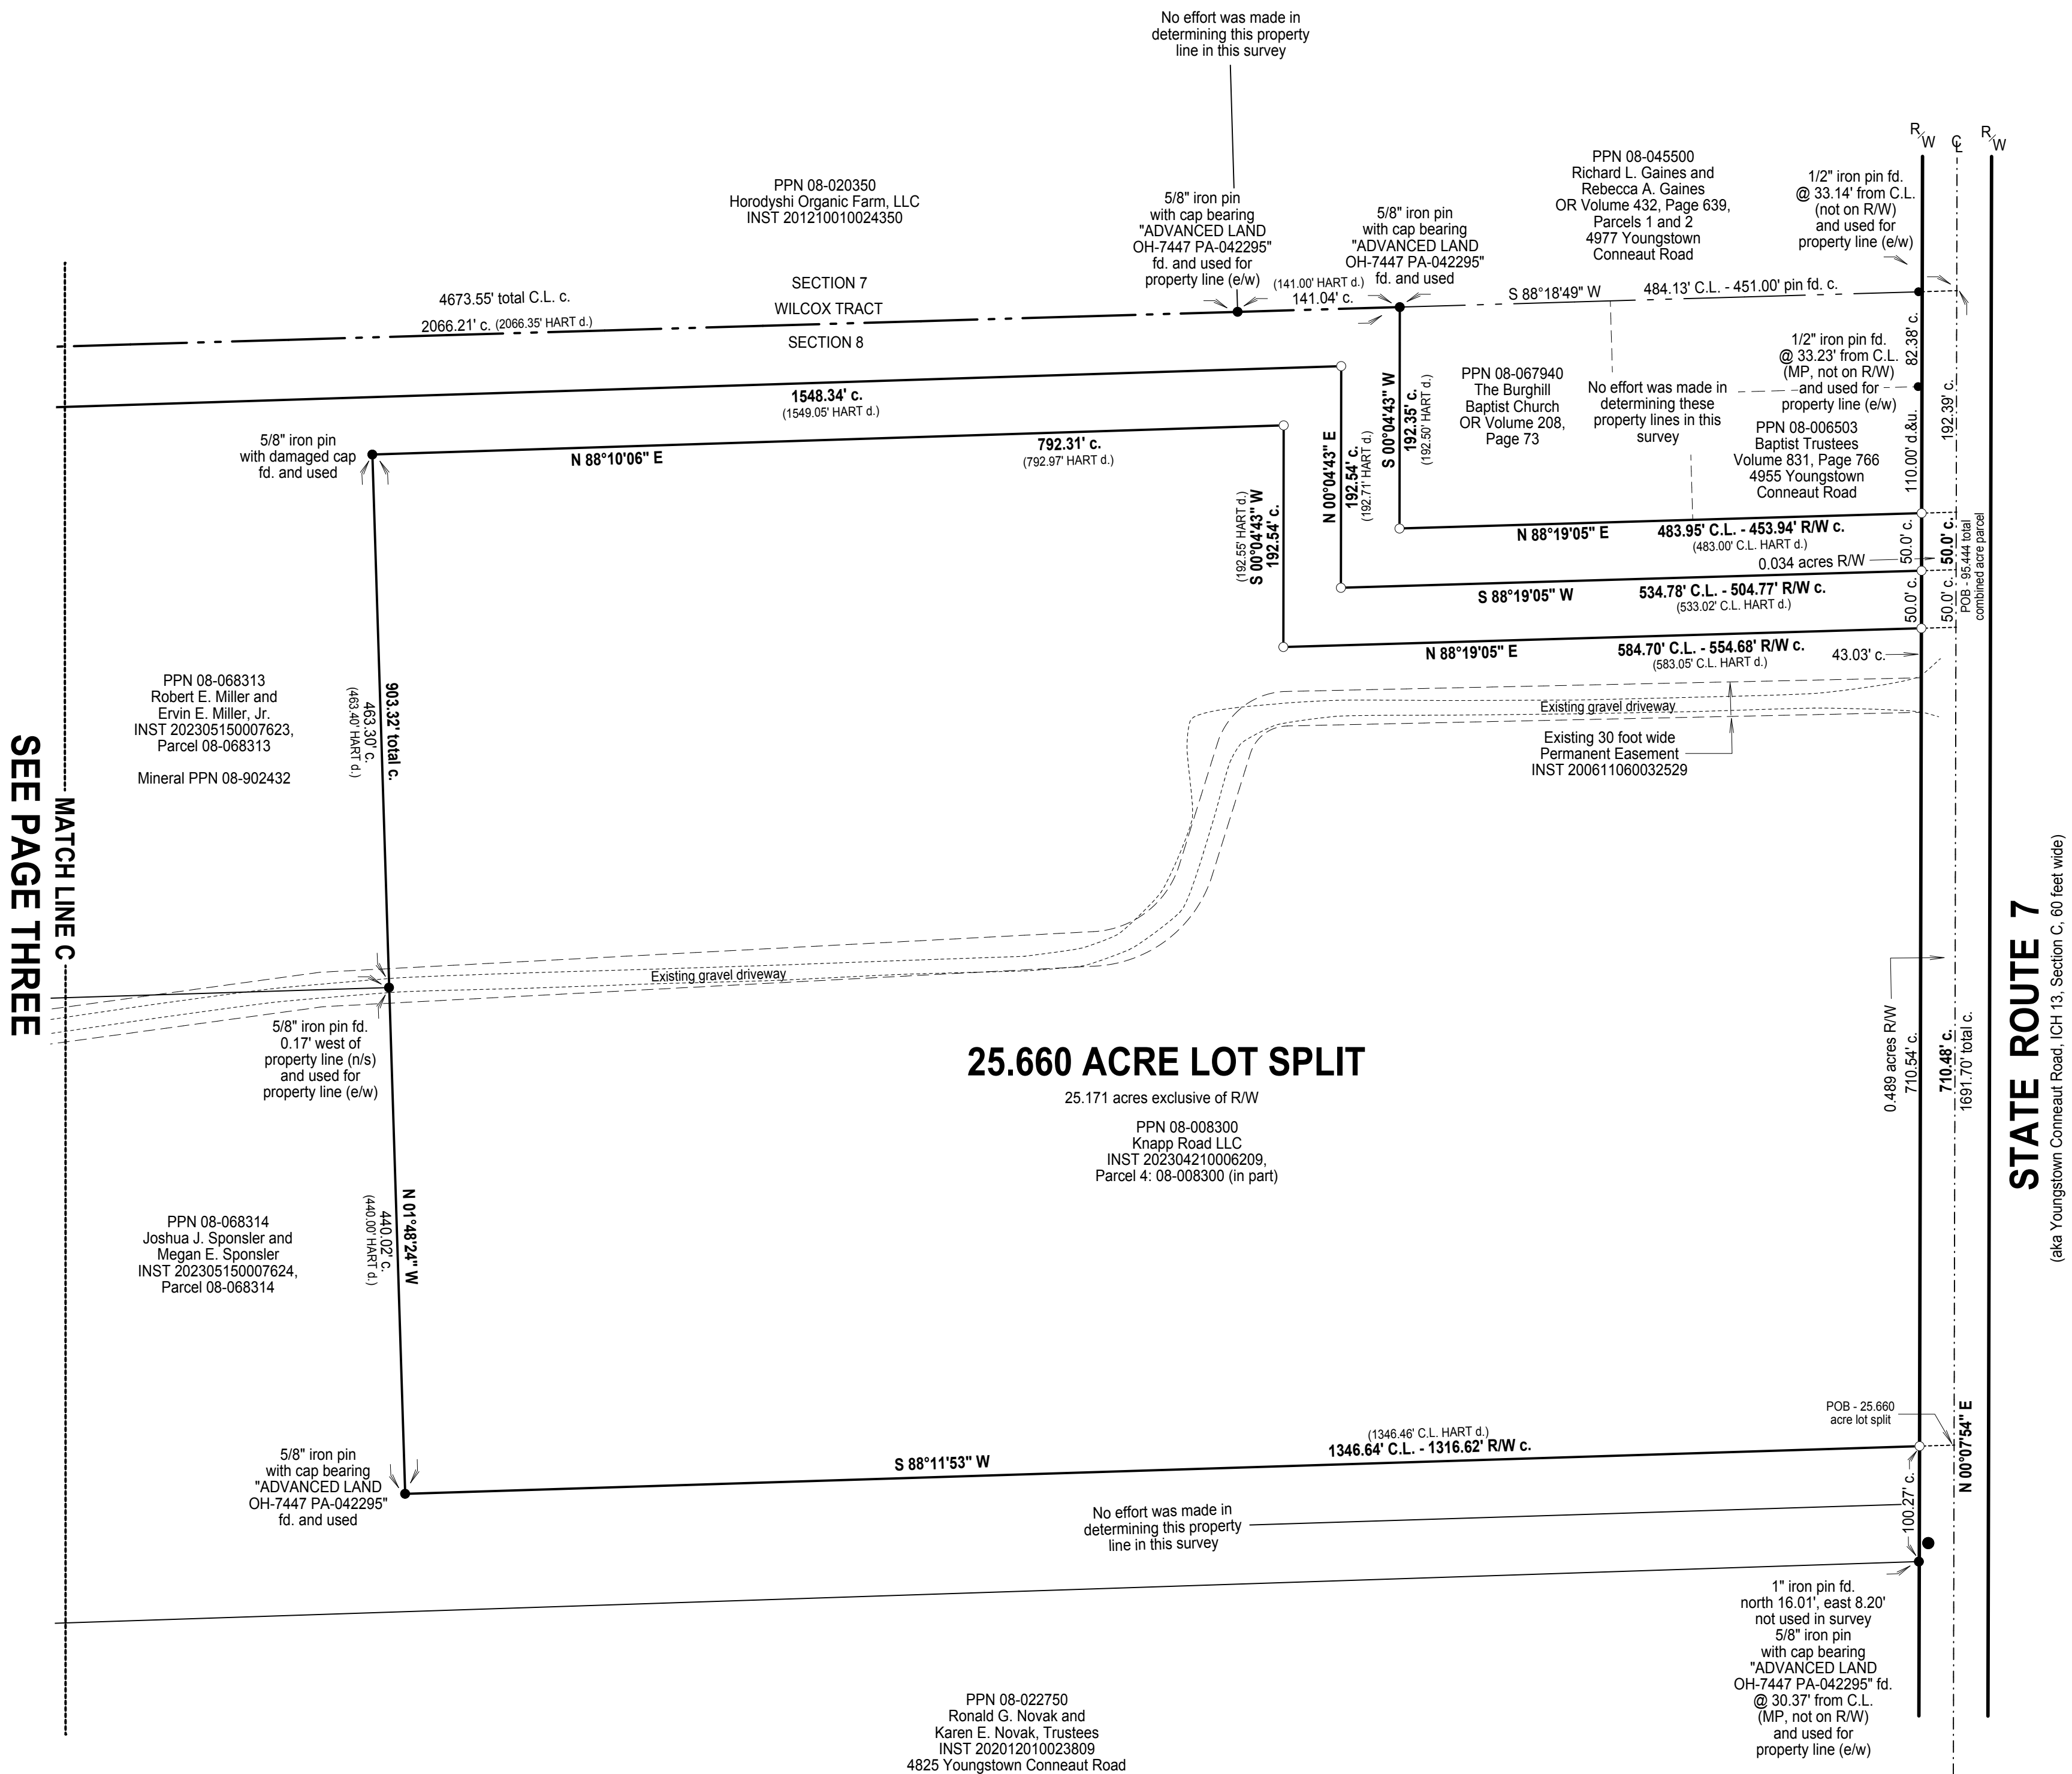 No effort was made in
determining this property
line in this survey
PPN 08-020350
Horodyshi Organic Farm, LLC
INST 201210010024350
5/8" iron pin
with cap bearing
"ADVANCED LAND
OH-7447 PA-042295"
fd. and used for
property line (e/w)
5/8" iron pin
with cap bearing
"ADVANCED LAND
OH-7447 PA-042295"
fd. and used
PPN 08-045500
Richard L. Gaines and
Rebecca A. Gaines
OR Volume 432, Page 639,
Parcels 1 and 2
4977 Youngstown
Conneaut Road
1/2" iron pin fd.
@ 33.14' from C.L.
(not on R/W)
and used for
property line (e/w)
R/W
CL
R/W
SECTION 7
WILCOX TRACT
SECTION 8
4673.55' total C.L. c.
2066.21' c. (2066.35' HART d.)
(141.00' HART d.)
141.04' c.
S 88°18'49" W
484.13' C.L. - 451.00' pin fd. c.
82.38' c.
192.39' c.
1548.34' c.
(1549.05' HART d.)
5/8" iron pin
with damaged cap
fd. and used
N 88°10'06" E
792.31' c.
(792.97' HART d.)
(192.55' HART d.)
S 00°04'43" W
192.54' c.
N 00°04'43" E
192.54' c.
(192.71' HART d.)
S 00°04'43" W
192.35' c.
(192.50' HART d.)
PPN 08-067940
The Burghill
Baptist Church
OR Volume 208,
Page 73
No effort was made in
determining these
property lines in this
survey
1/2" iron pin fd.
@ 33.23' from C.L.
(MP, not on R/W)
and used for
property line (e/w)
PPN 08-006503
Baptist Trustees
Volume 831, Page 766
4955 Youngstown
Conneaut Road
110.00' d.&u.
N 88°19'05" E
483.95' C.L. - 453.94' R/W c.
(483.00' C.L. HART d.)
0.034 acres R/W
50.0' c.
50.0' c.
S 88°19'05" W
534.78' C.L. - 504.77' R/W c.
(533.02' C.L. HART d.)
50.0' c.
50.0' c.
POB - 95.444 total
combined acre parcel
N 88°19'05" E
584.70' C.L. - 554.68' R/W c.
(583.05' C.L. HART d.)
43.03' c.
Existing gravel driveway
Existing 30 foot wide
Permanent Easement
INST 200611060032529
PPN 08-068313
Robert E. Miller and
Ervin E. Miller, Jr.
INST 202305150007623,
Parcel 08-068313
Mineral PPN 08-902432
903.32' total c.
463.30' c.
(463.40' HART d.)
SEE PAGE THREE
MATCH LINE C
Existing gravel driveway
5/8" iron pin fd.
0.17' west of
property line (n/s)
and used for
property line (e/w)
25.660 ACRE LOT SPLIT
25.171 acres exclusive of R/W
PPN 08-008300
Knapp Road LLC
INST 202304210006209,
Parcel 4: 08-008300 (in part)
0.489 acres R/W
710.54' c.
710.48' c.
1691.70' total c.
STATE ROUTE 7
(aka Youngstown Conneaut Road, ICH 13, Section C, 60 feet wide)
PPN 08-068314
Joshua J. Sponsler and
Megan E. Sponsler
INST 202305150007624,
Parcel 08-068314
N 01°48'24" W
440.02' c.
(440.00' HART d.)
POB - 25.660
acre lot split
N 00°07'54" E
5/8" iron pin
with cap bearing
"ADVANCED LAND
OH-7447 PA-042295"
fd. and used
S 88°11'53" W
(1346.46' C.L. HART d.)
1346.64' C.L. - 1316.62' R/W c.
No effort was made in
determining this property
line in this survey
100.27' c.
1" iron pin fd.
north 16.01', east 8.20'
not used in survey
5/8" iron pin
with cap bearing
"ADVANCED LAND
OH-7447 PA-042295" fd.
@ 30.37' from C.L.
(MP, not on R/W)
and used for
property line (e/w)
PPN 08-022750
Ronald G. Novak and
Karen E. Novak, Trustees
INST 202012010023809
4825 Youngstown Conneaut Road